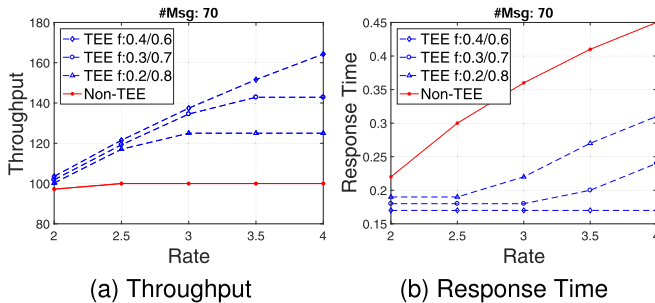 #Msg: 70
180
160
140
120
100
80
2
2.5
3
3.5
4
Throughput
Rate
TEE f:0.4/0.6
TEE f:0.3/0.7
TEE f:0.2/0.8
Non-TEE
(a) Throughput
#Msg: 70
0.45
0.4
0.35
0.3
0.25
0.2
0.15
2
2.5
3
3.5
4
Response Time
Rate
TEE f:0.4/0.6
TEE f:0.3/0.7
TEE f:0.2/0.8
Non-TEE
(b) Response Time